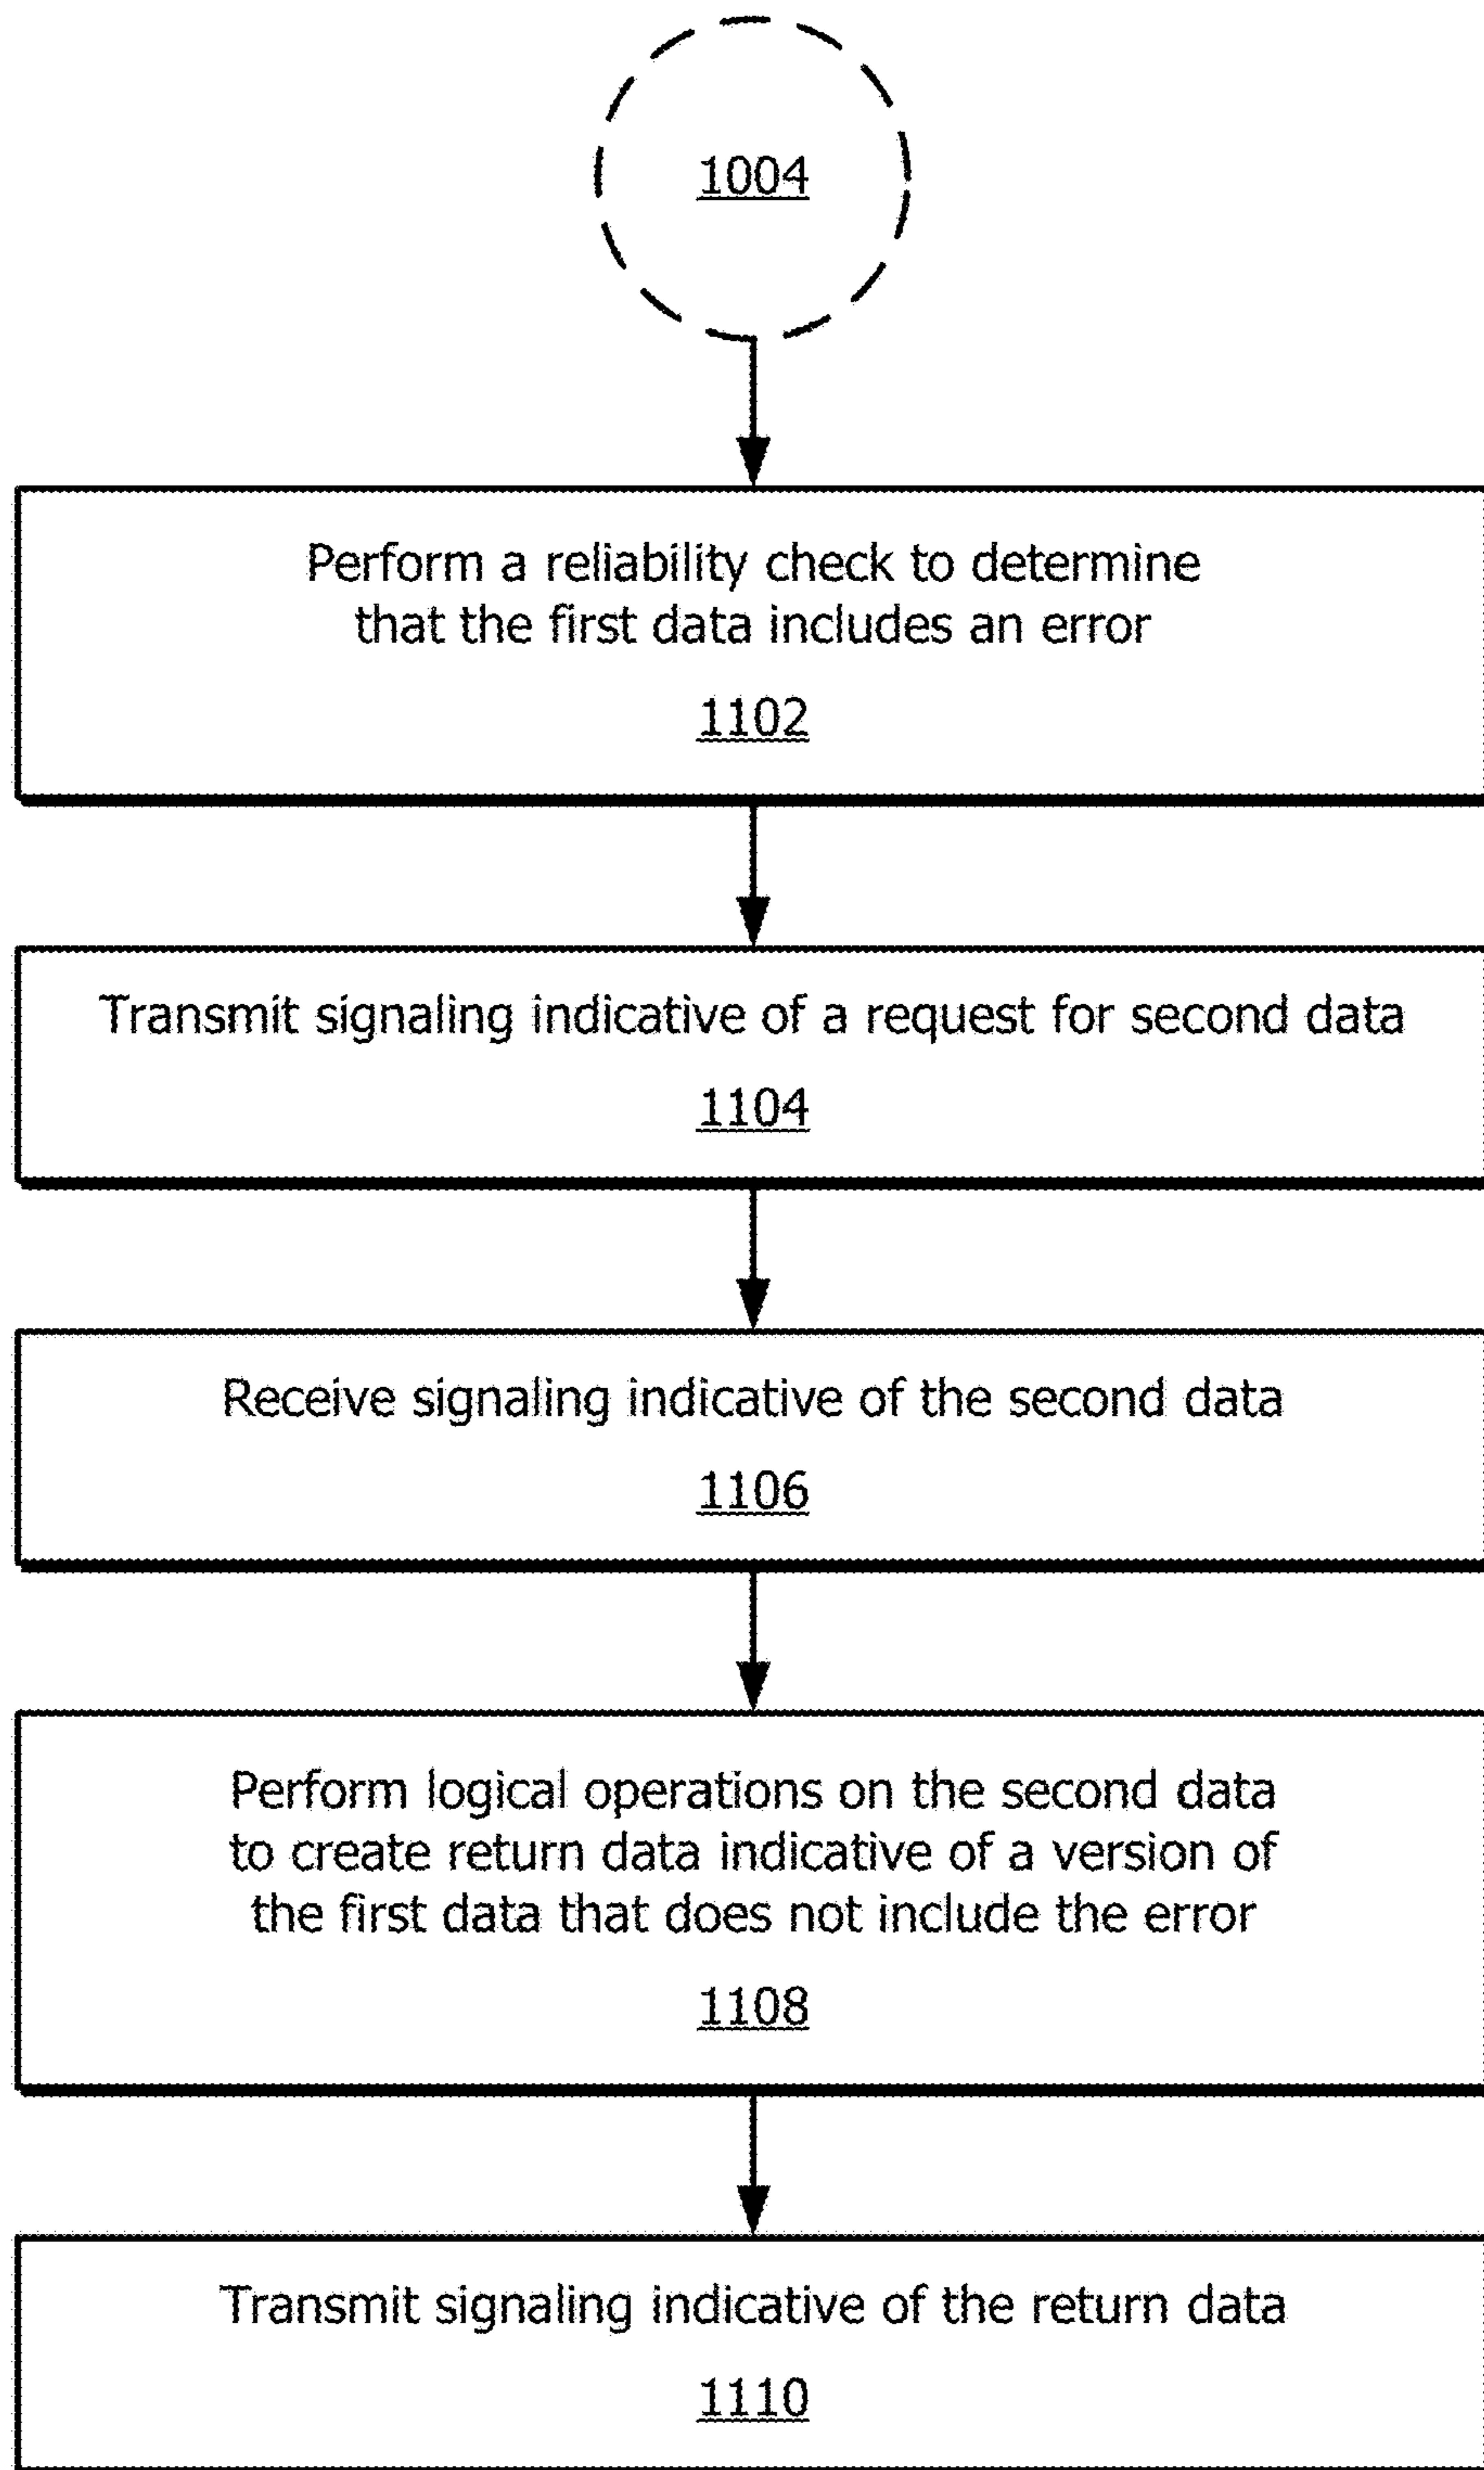 1004
Perform a reliability check to determine
that the first data includes an error
1102
Transmit signaling indicative of a request for second data
1104
Receive signaling indicative of the second data
1106
Perform logical operations on the second data
to create return data indicative of a version of
the first data that does not include the error
1108
Transmit signaling indicative of the return data
1110